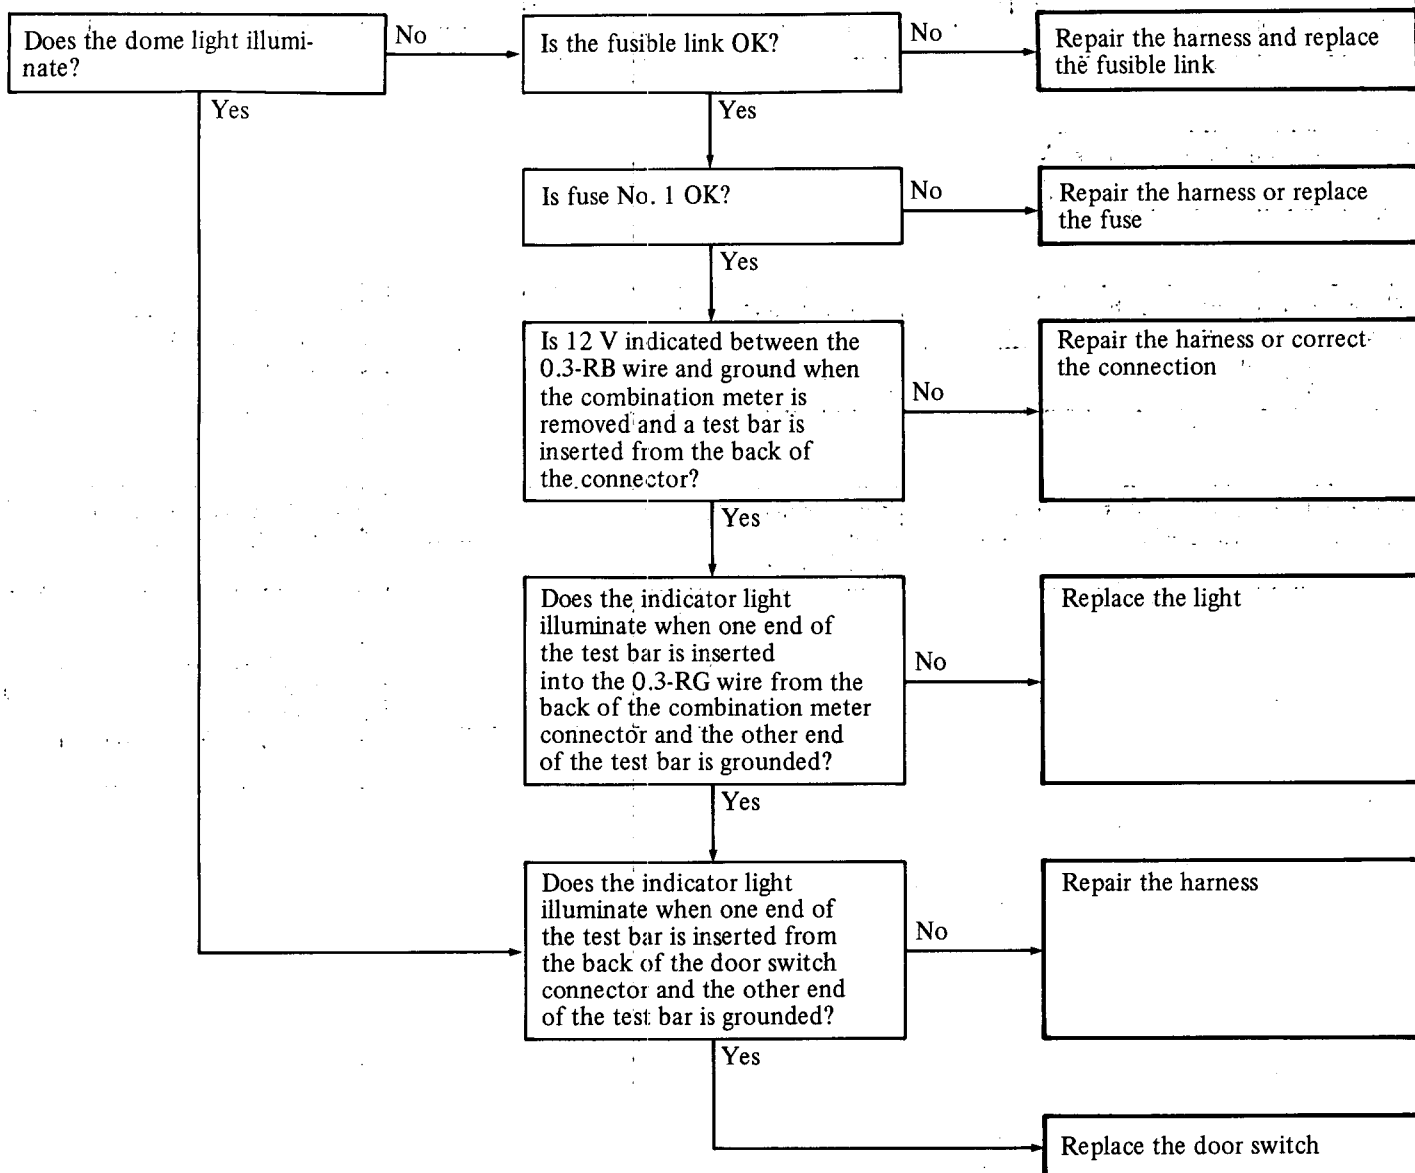 Does the dome light illumi-
nate?
No
Is the fusible link OK?
No
Repair the harness and replace
the fusible link
Yes
Yes
Is fuse No. 1 OK?
No
Repair the harness or replace
the fuse
Yes
Is 12 V indicated between the
0.3-RB wire and ground when
the combination meter is
removed and a test bar is
inserted from the back of
the connector?
No
Repair the harness or correct
the connection
Yes
Does the indicator light
illuminate when one end of
the test bar is inserted
into the 0.3-RG wire from the
back of the combination meter
connector and the other end
of the test bar is grounded?
No
Replace the light
Yes
Does the indicator light
illuminate when one end of
the test bar is inserted from
the back of the door switch
connector and the other end
of the test bar is grounded?
No
Repair the harness
Yes
Replace the door switch